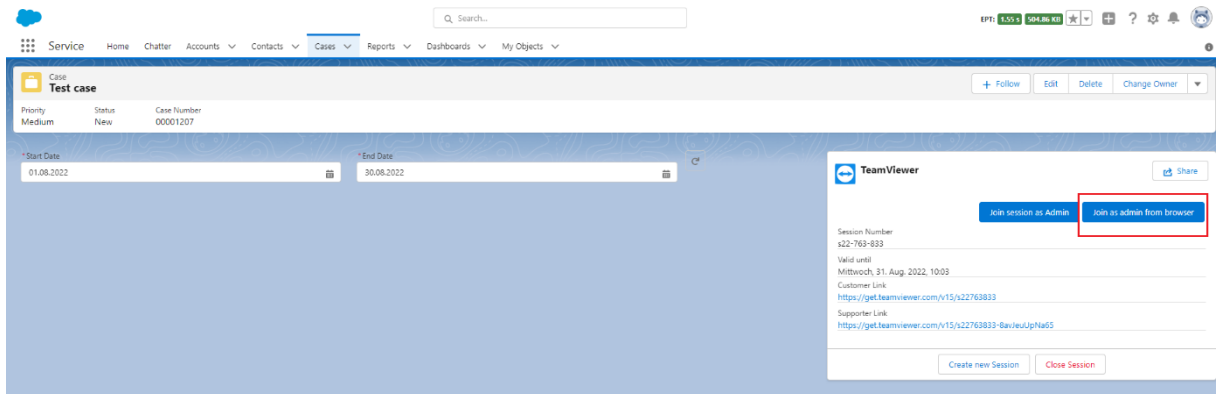 Search...
EPT: 1.55 s 504.86 KB
Service Home Chatter Accounts Contacts Cases Reports Dashboards My Objects
Case
Test case
+ Follow Edit Delete Change Owner
Priority Status Case Number
Medium New 00001207
*Start Date *End Date
01.08.2022 30.08.2022
TeamViewer Share
Join session as Admin Join as admin from browser
Session Number
s22-763-833
Valid until
Mittwoch, 31. Aug. 2022, 10:03
Customer Link
https://get.teamviewer.com/v15/s22763833
Supporter Link
https://get.teamviewer.com/v15/s22763833-8avJeuUpNa65
Create new Session Close Session